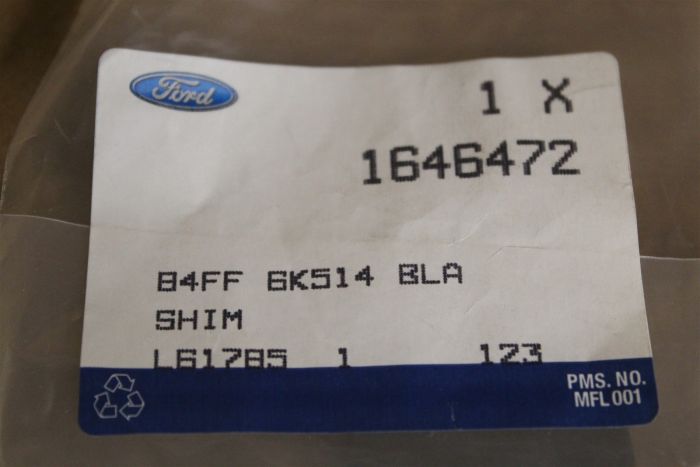 Ford
1 X
1646472
84FF 6K514 BLA
SHIM
L61785 1 123
PMS. NO.
MFL 001